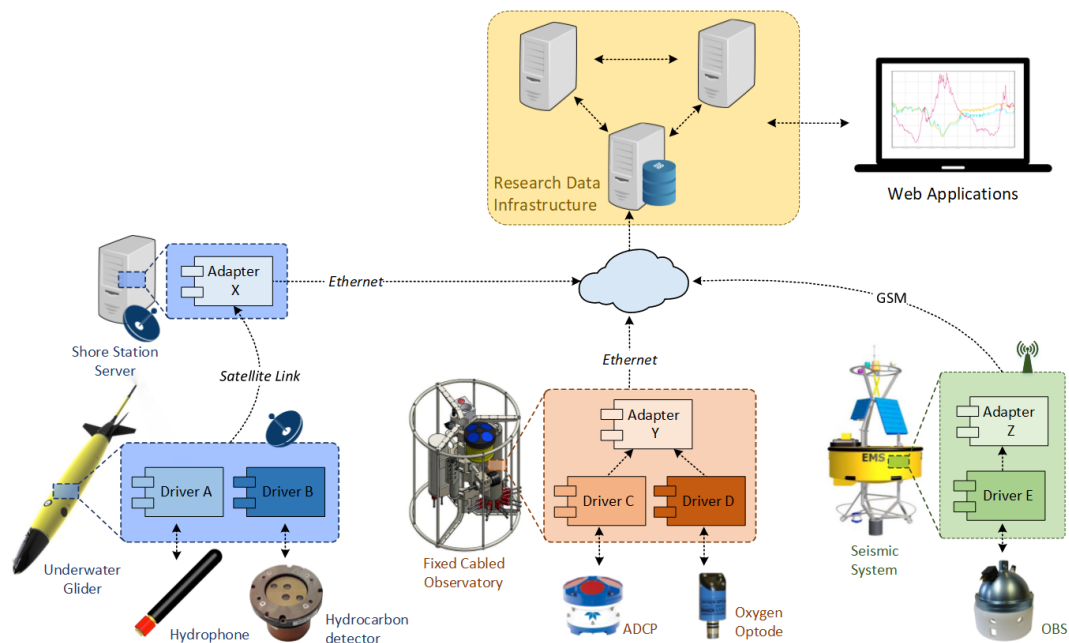 Research Data
Infrastructure
Web Applications
Adapter
X
Ethernet
GSM
Shore Station
Server
Satellite Link
Ethernet
Adapter
Y
Adapter
Z
EMS
Driver A
Driver B
Driver C
Driver D
Driver E
Underwater
Glider
Fixed Cabled
Observatory
Seismic
System
Hydrophone
Hydrocarbon
detector
ADCP
Oxygen
Optode
OBS